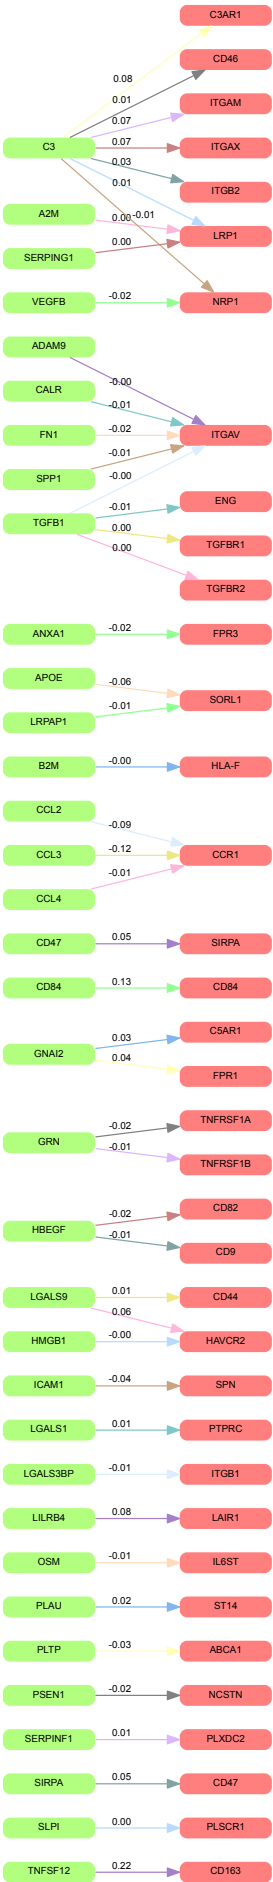 C3AR1
CD46
0.08
0.01
ITGAM
0.07
C3
0.07
ITGAX
0.03
0.01
ITGB2
A2M
0.00
-0.01
LRP1
SERPING1
0.00
VEGFB
-0.02
NRP1
ADAM9
CALR
-0.00
-0.01
FN1
-0.02
ITGAV
-0.01
SPP1
-0.00
ENG
-0.01
TGFB1
0.00
TGFBR1
0.00
TGFBR2
ANXA1
-0.02
FPR3
APOE
-0.06
SORL1
LRPAP1
-0.01
B2M
-0.00
HLA-F
CCL2
-0.09
CCL3
-0.12
CCR1
-0.01
CCL4
CD47
0.05
SIRPA
CD84
0.13
CD84
C5AR1
0.03
GNAI2
0.04
FPR1
TNFRSF1A
-0.02
GRN
-0.01
TNFRSF1B
CD82
-0.02
HBEGF
-0.01
CD9
LGALS9
0.01
CD44
0.06
HMGB1
-0.00
HAVCR2
ICAM1
-0.04
SPN
LGALS1
0.01
PTPRC
LGALS3BP
-0.01
ITGB1
LILRB4
0.08
LAIR1
OSM
-0.01
IL6ST
PLAU
0.02
ST14
PLTP
-0.03
ABCA1
PSEN1
-0.02
NCSTN
SERPINF1
0.01
PLXDC2
SIRPA
0.05
CD47
SLPI
0.00
PLSCR1
TNFSF12
0.22
CD163